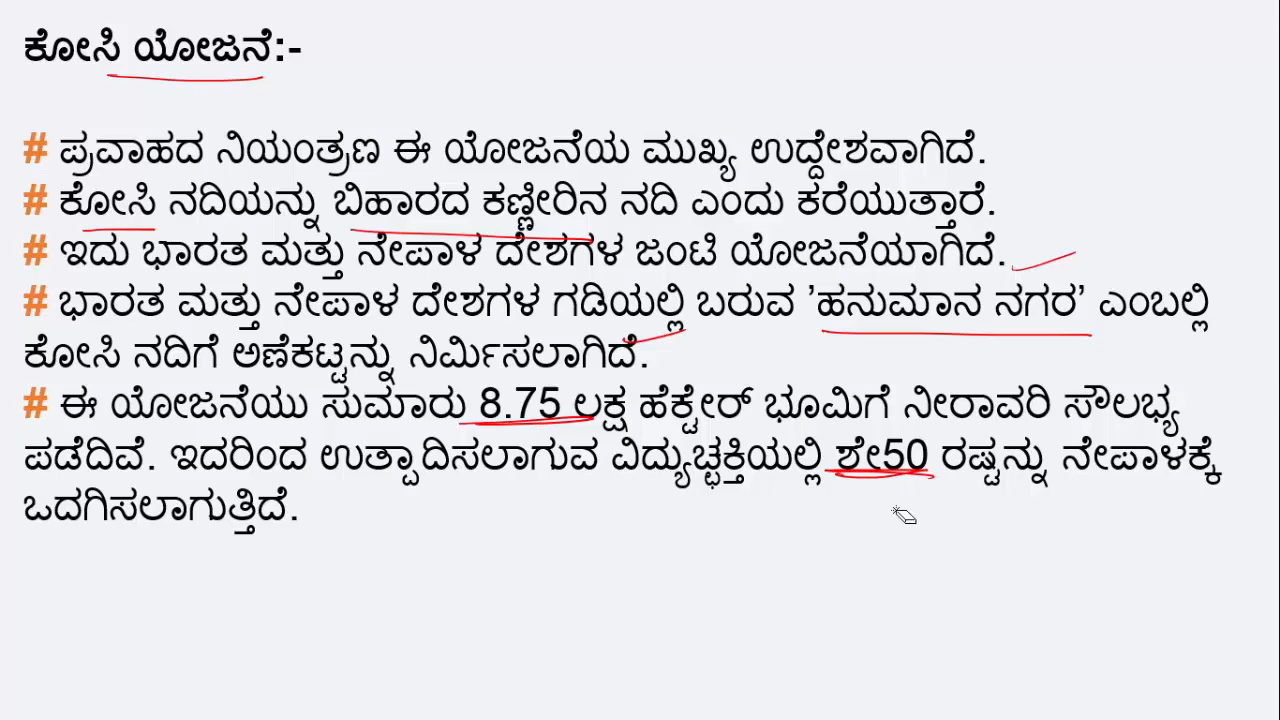 ಕೋಸಿ ಯೋಜನೆ:-
# ಪ್ರವಾಹದ ನಿಯಂತ್ರಣ ಈ ಯೋಜನೆಯ ಮುಖ್ಯ ಉದ್ದೇಶವಾಗಿದೆ.
# ಕೋಸಿ ನದಿಯನ್ನು ಬಿಹಾರದ ಕಣ್ಣೀರಿನ ನದಿ ಎಂದು ಕರೆಯುತ್ತಾರೆ.
# ಇದು ಭಾರತ ಮತ್ತು ನೇಪಾಳ ದೇಶಗಳ ಜಂಟಿ ಯೋಜನೆಯಾಗಿದೆ.
# ಭಾರತ ಮತ್ತು ನೇಪಾಳ ದೇಶಗಳ ಗಡಿಯಲ್ಲಿ ಬರುವ ’ಹನುಮಾನ ನಗರ’ ಎಂಬಲ್ಲಿ
ಕೋಸಿ ನದಿಗೆ ಅಣೆಕಟ್ಟನ್ನು ನಿರ್ಮಿಸಲಾಗಿದೆ.
# ಈ ಯೋಜನೆಯು ಸುಮಾರು 8.75 ಲಕ್ಷ ಹೆಕ್ಟೇರ್ ಭೂಮಿಗೆ ನೀರಾವರಿ ಸೌಲಭ್ಯ
ಪಡೆದಿವೆ. ಇದರಿಂದ ಉತ್ಪಾದಿಸಲಾಗುವ ವಿದ್ಯುಚ್ಛಕ್ತಿಯಲ್ಲಿ ಶೇ50 ರಷ್ಟನ್ನು ನೇಪಾಳಕ್ಕೆ
ಒದಗಿಸಲಾಗುತ್ತಿದೆ.